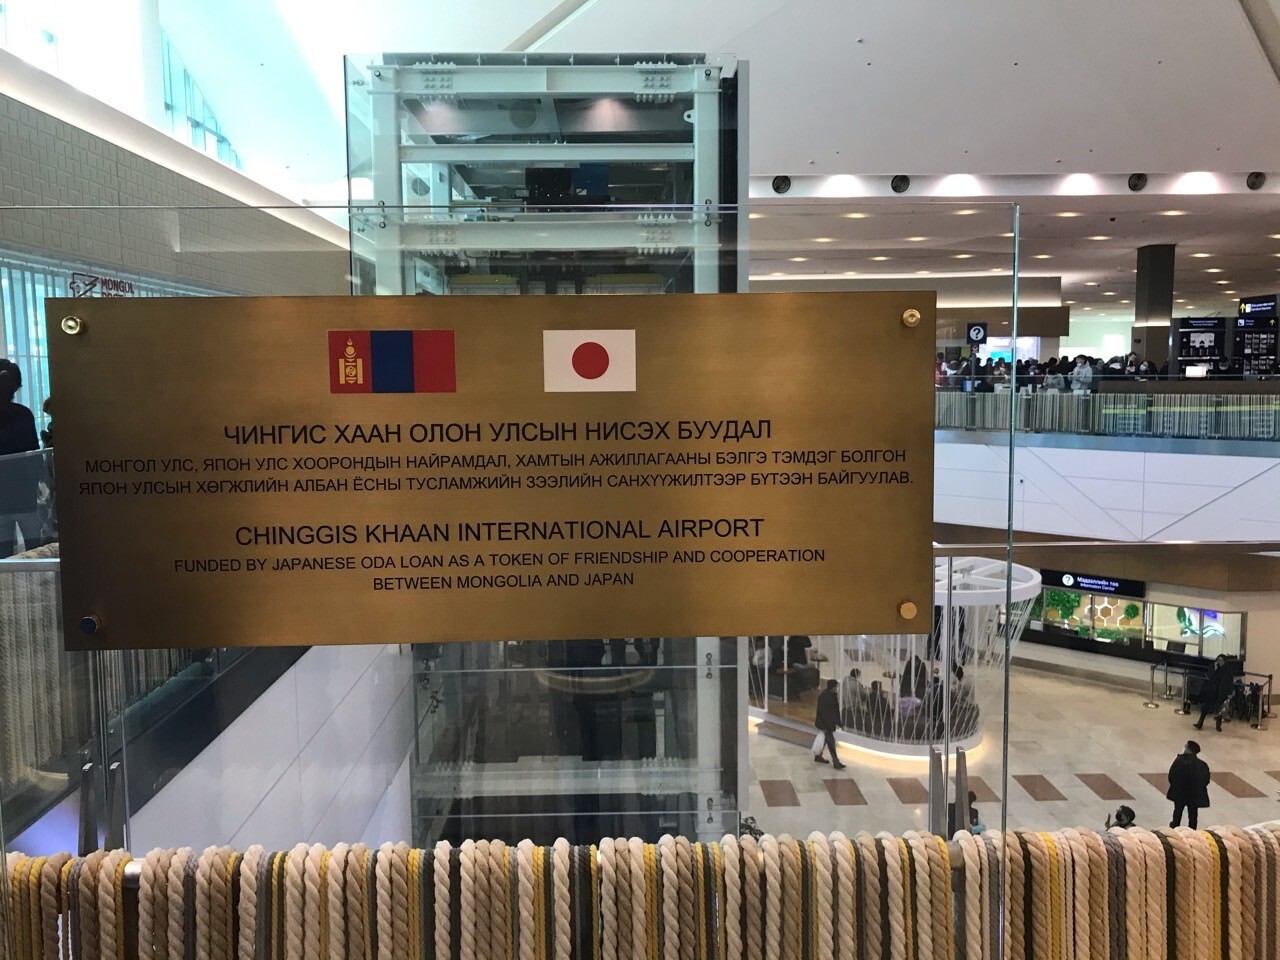 MONGOL
ЧИНГИС ХААН ОЛОН УЛСЫН НИСЭХ БУУДАЛ
МОНГОЛ УЛС, ЯПОН УЛС ХООРОНДЫН НАЙРАМДАЛ, ХАМТЫН АЖИЛЛАГААНЫ БЭЛГЭ ТЭМДЭГ БОЛГОН
ЯПОН УЛСЫН ХӨГЖЛИЙН АЛБАН ЁСНЫ ТУСЛАМЖИЙН ЗЭЭЛИЙН САНХҮҮЖИЛТЭЭР БҮТЭЭН БАЙГУУЛАВ.
CHINGGIS KHAAN INTERNATIONAL AIRPORT
FUNDED BY JAPANESE ODA LOAN AS A TOKEN OF FRIENDSHIP AND COOPERATION
BETWEEN MONGOLIA AND JAPAN
?
? Мэдээллийн төв
Information Center